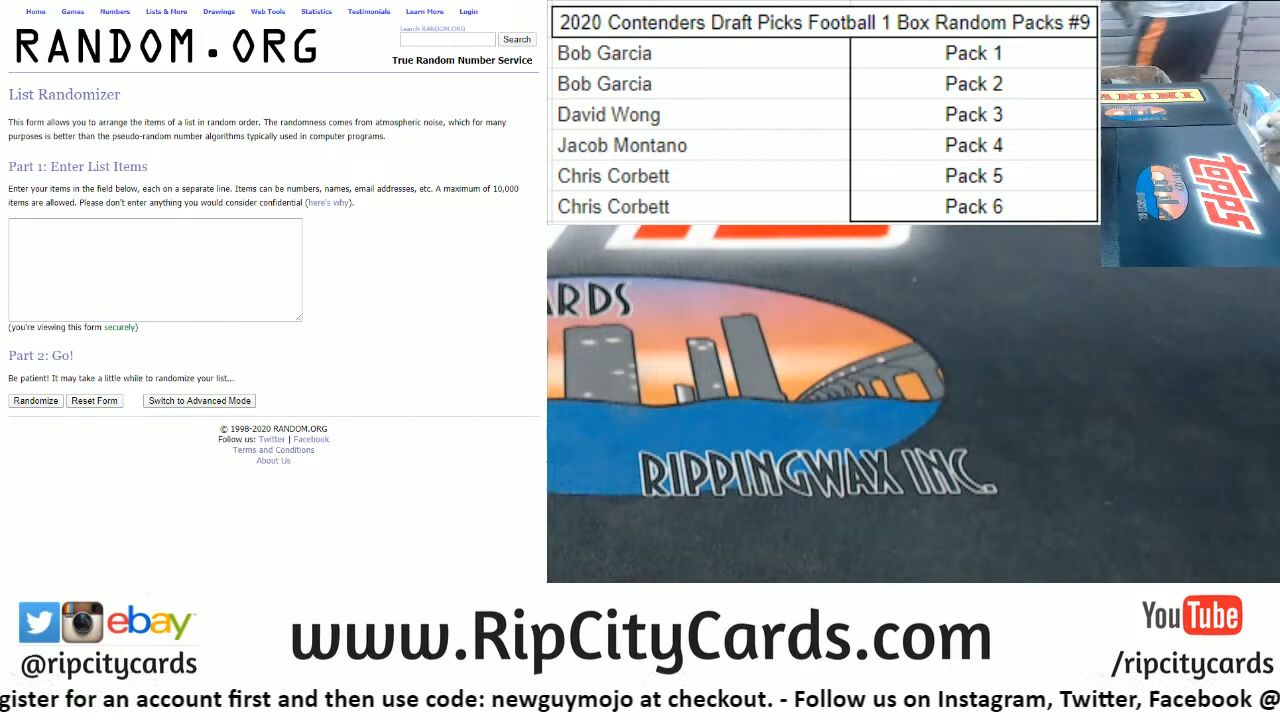 Home Games Numbers Lists & More Drawings Web Tools Statistics Testimonials Learn More Login
RANDOM.ORG
Search RANDOM.ORG
Search
True Random Number Service
List Randomizer
This form allows you to arrange the items of a list in random order. The randomness comes from atmospheric noise, which for many
purposes is better than the pseudo-random number algorithms typically used in computer programs.
Part 1: Enter List Items
Enter your items in the field below, each on a separate line. Items can be numbers, names, email addresses, etc. A maximum of 10,000
items are allowed. Please don't enter anything you would consider confidential (here's why).
(you're viewing this form securely)
Part 2: Go!
Be patient! It may take a little while to randomize your list...
Randomize Reset Form Switch to Advanced Mode
© 1998-2020 RANDOM.ORG
Follow us: Twitter | Facebook
Terms and Conditions
About Us
2020 Contenders Draft Picks Football 1 Box Random Packs #9
Bob Garcia Pack 1
Bob Garcia Pack 2
David Wong Pack 3
Jacob Montano Pack 4
Chris Corbett Pack 5
Chris Corbett Pack 6
ANINI
topps
ARDS
RIPPINGWAX INC.
ebay
@ripcitycards
www.RipCityCards.com
YouTube
/ripcitycards
gister for an account first and then use code: newguymojo at checkout. - Follow us on Instagram, Twitter, Facebook @